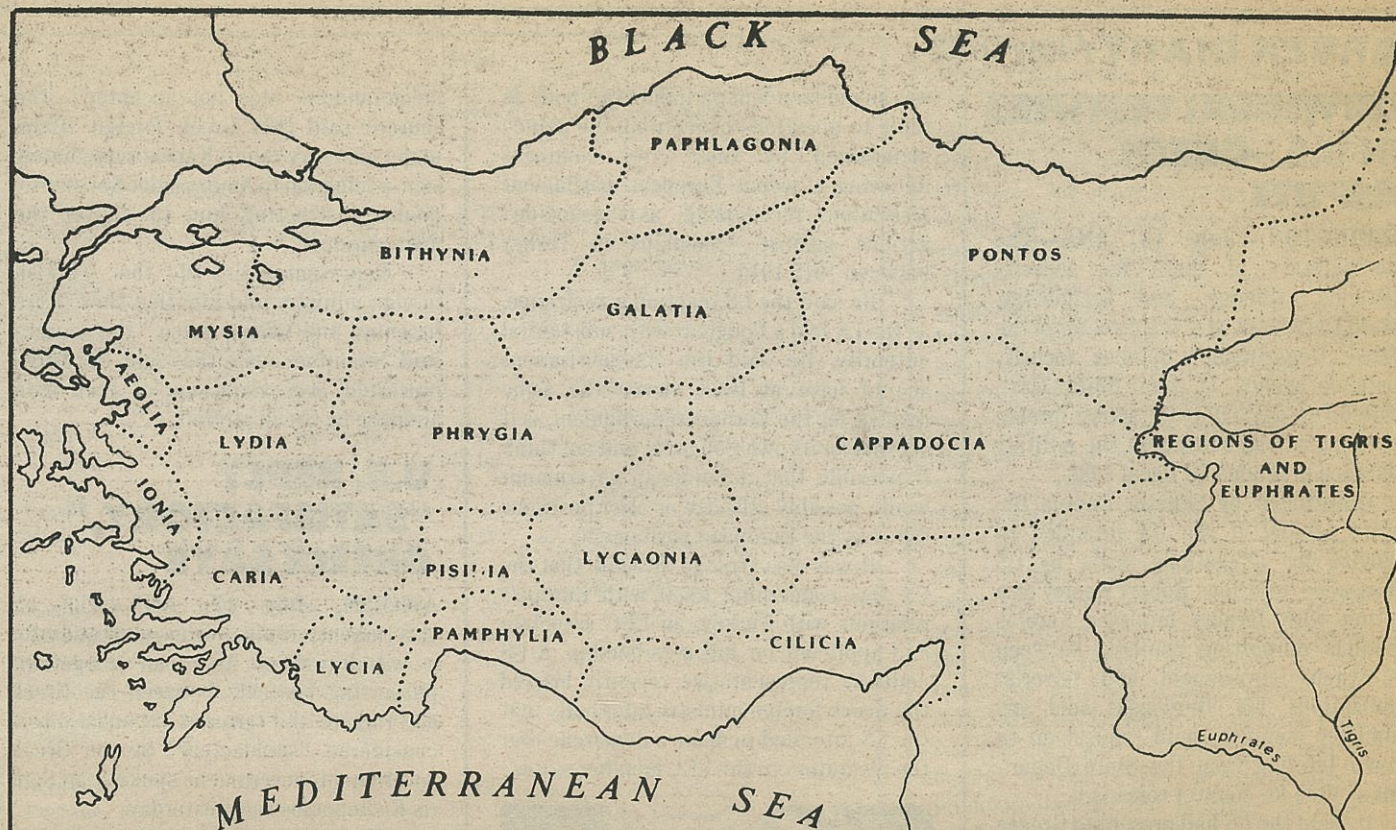 BLACK SEA
PAPHLAGONIA
BITHYNIA
PONTOS
GALATIA
MYSIA
AEOLIA
LYDIA
PHRYGIA
CAPPADOCIA
REGIONS OF TIGRIS
AND
EUPHRATES
IONIA
LYCAONIA
CARIA
PAMPHYLIA
CILICIA
LYCIA
Euphrates
Tigris
MEDITERRANEAN SEA